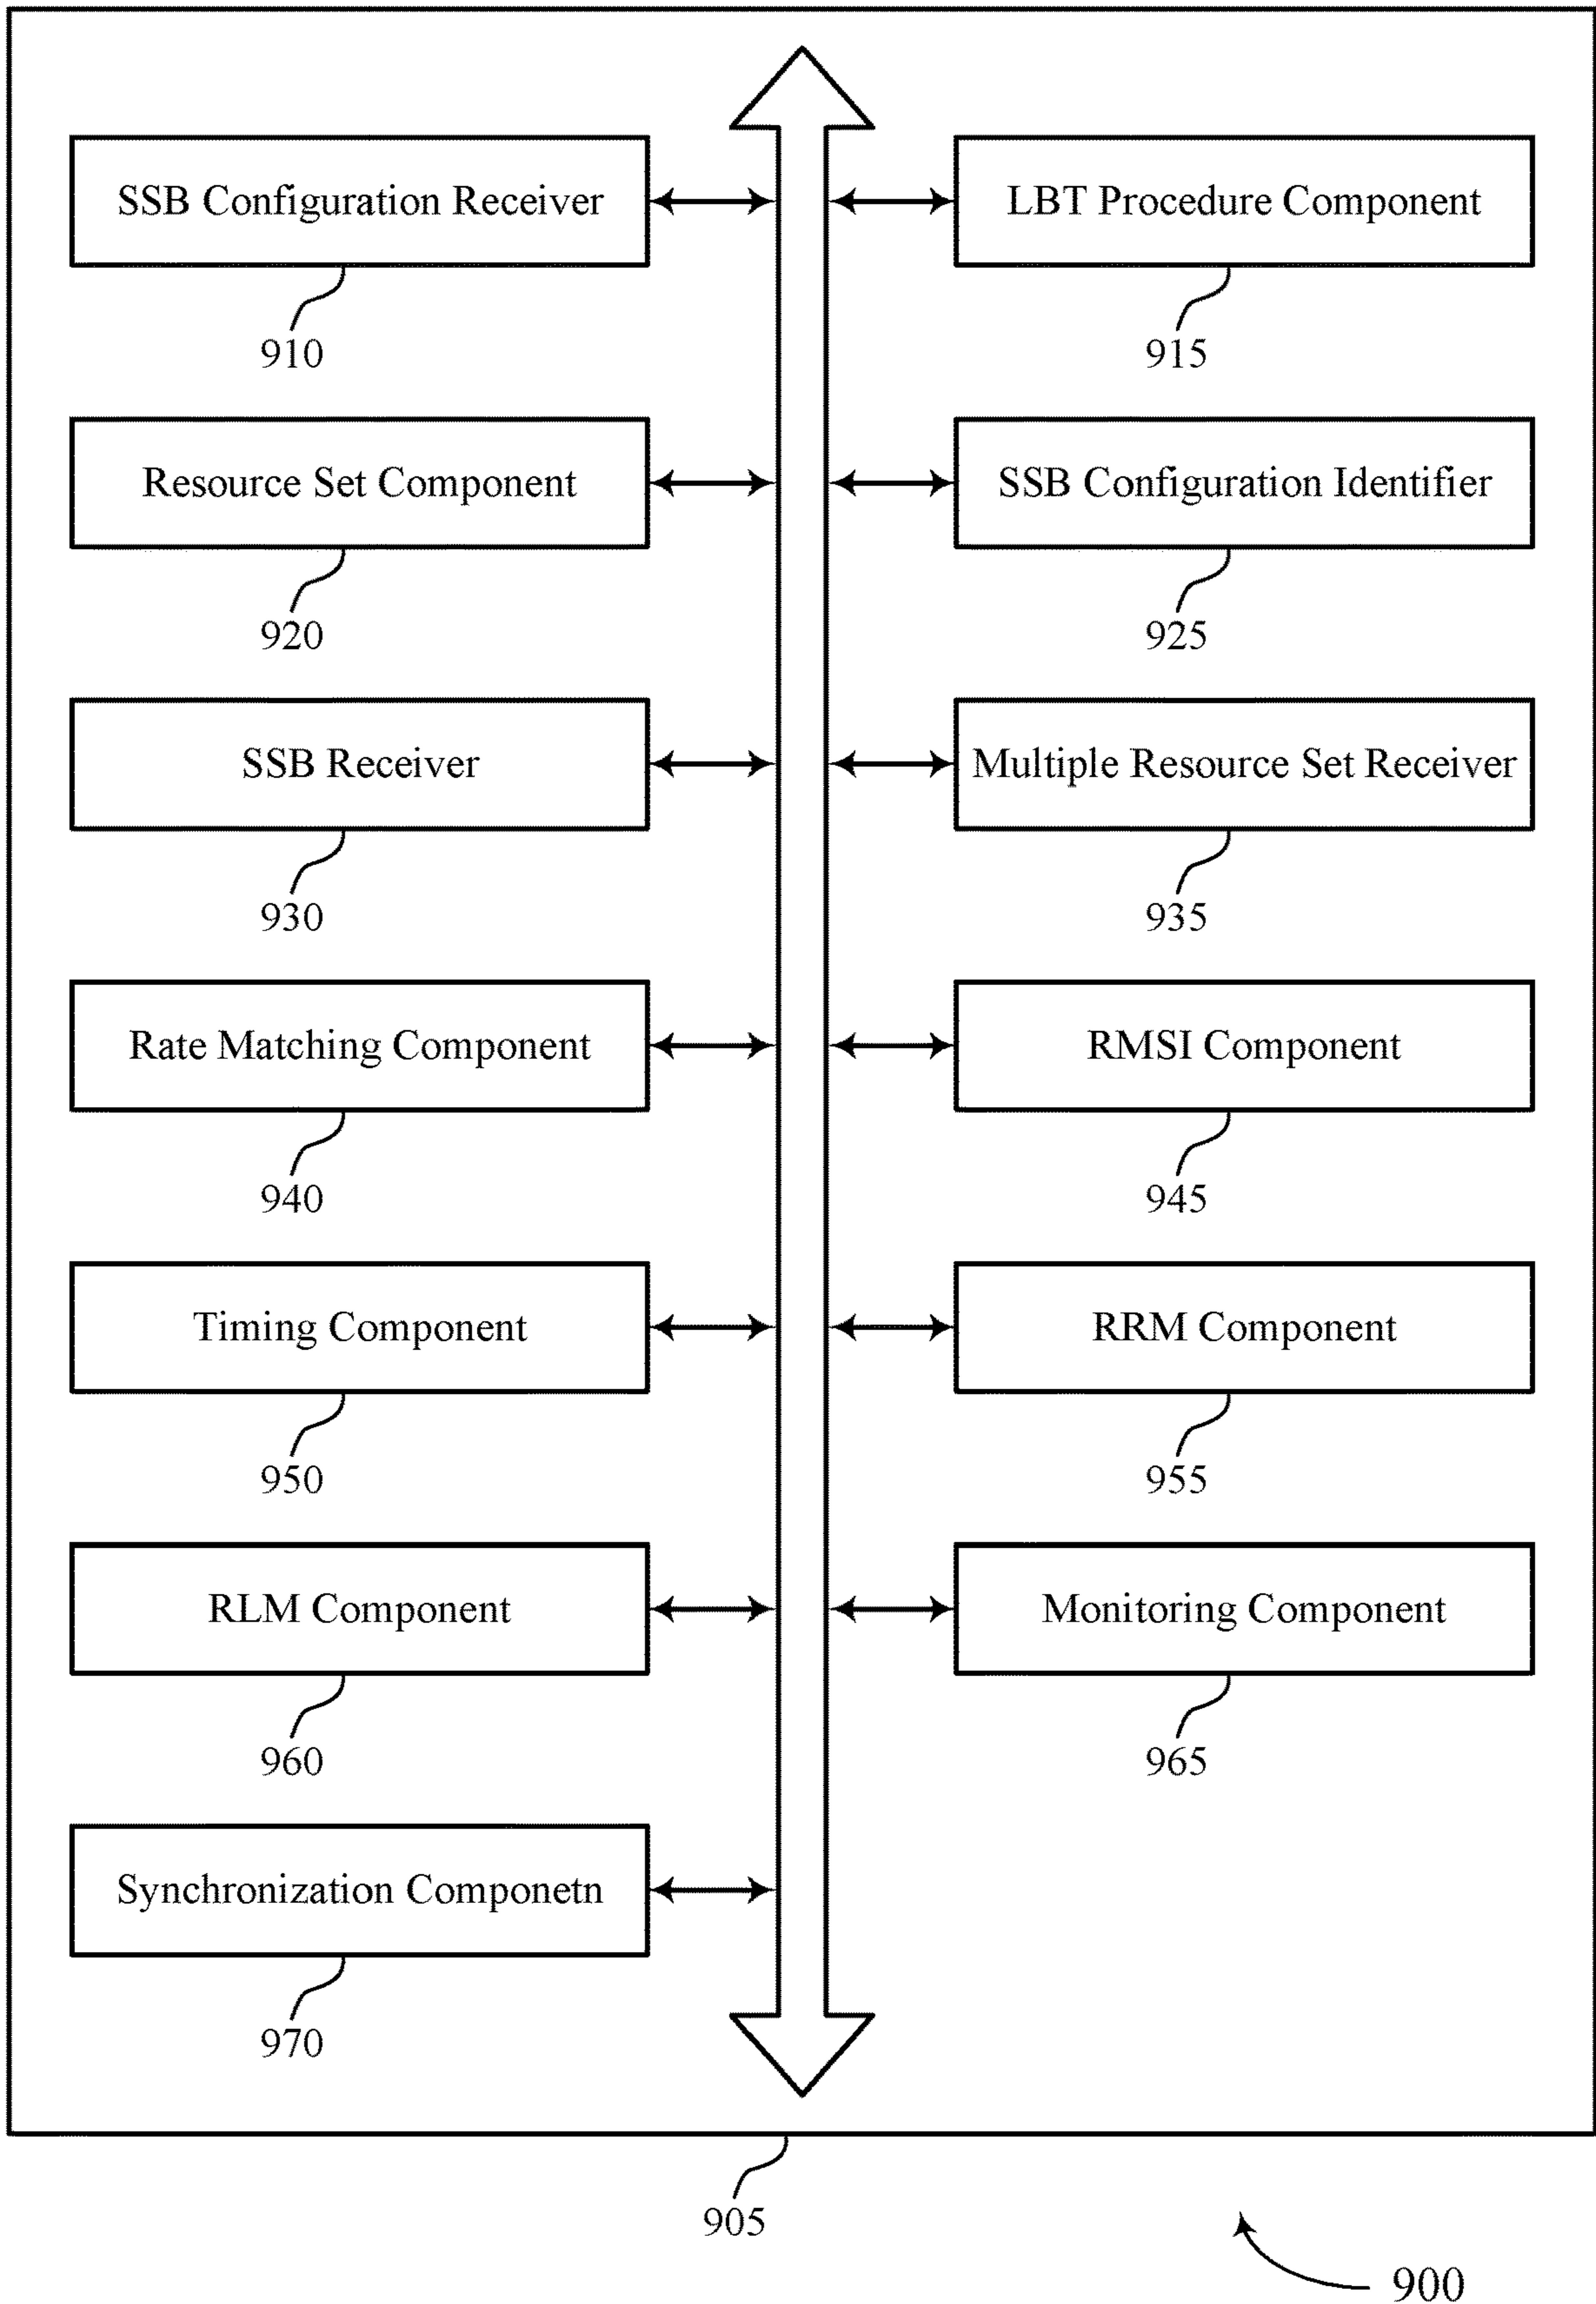 SSB Configuration Receiver
910
LBT Procedure Component
915
Resource Set Component
920
SSB Configuration Identifier
925
SSB Receiver
930
Multiple Resource Set Receiver
935
Rate Matching Component
940
RMSI Component
945
Timing Component
950
RRM Component
955
RLM Component
960
Monitoring Component
965
Synchronization Componetn
970
905
900